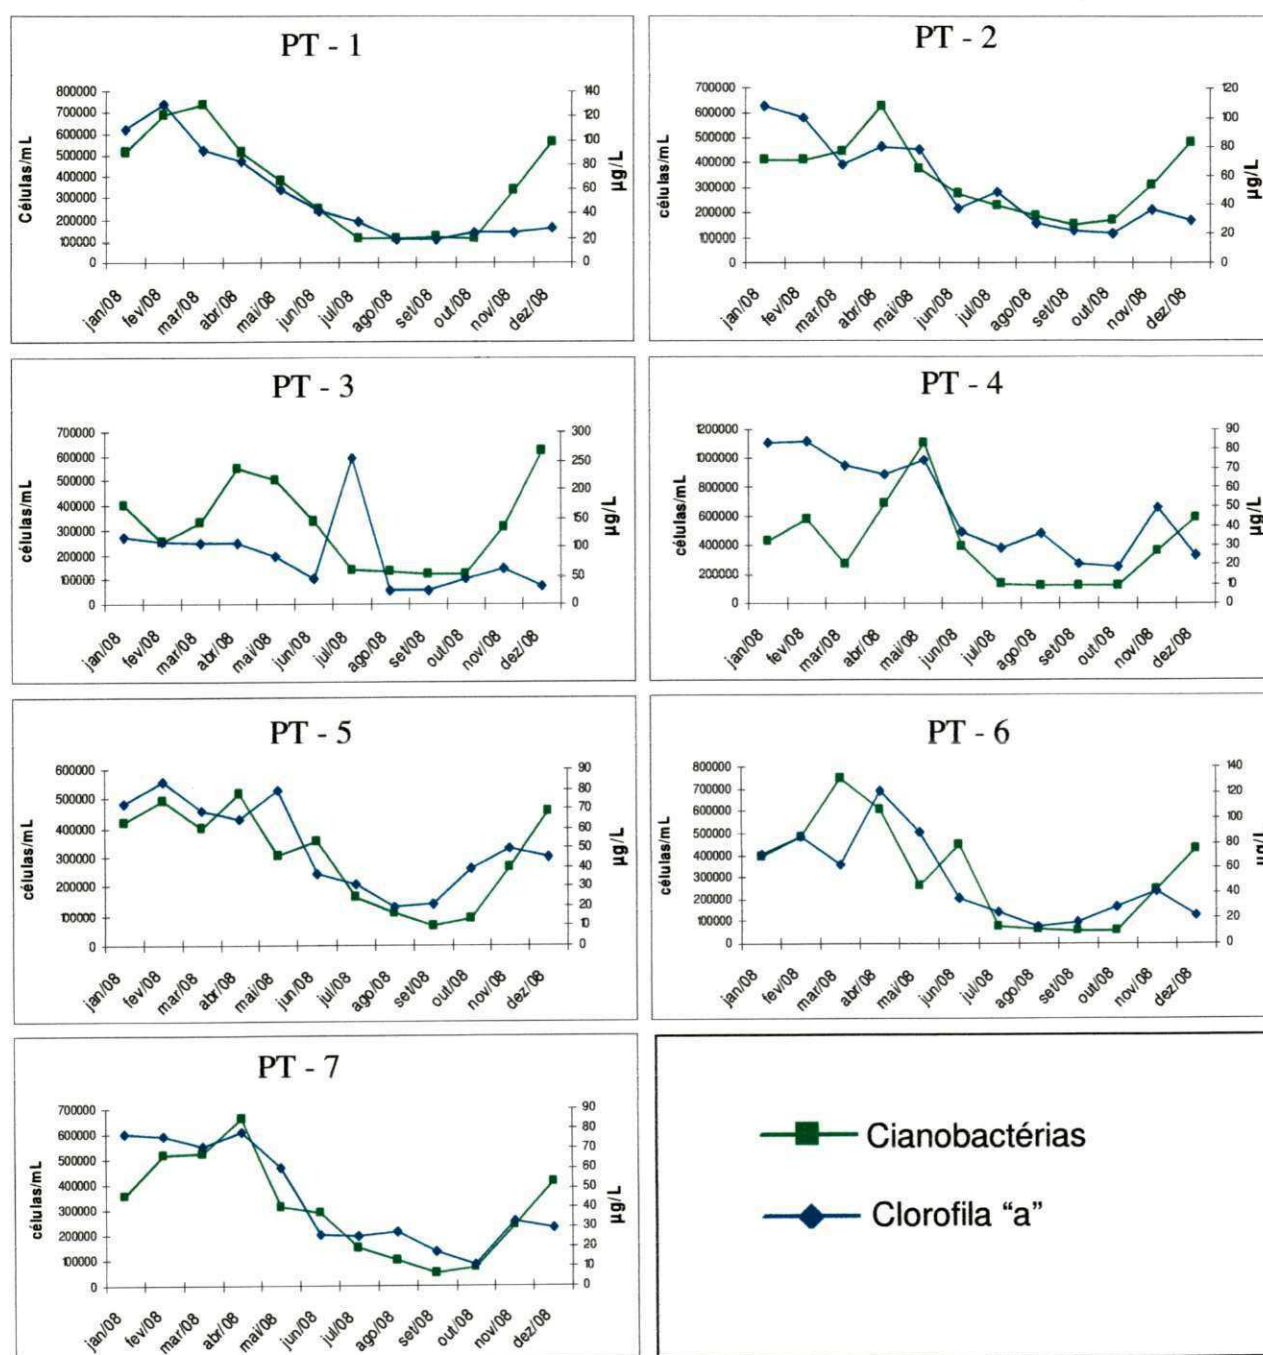 PT - 1
Células/mL
800000
700000
600000
500000
400000
300000
200000
100000
0
140
120
100
80
60
40
20
0
µg/L
jan/08
fev/08
mar/08
abr/08
mai/08
jun/08
jul/08
ago/08
set/08
out/08
nov/08
dez/08
PT - 2
células/mL
700000
600000
500000
400000
300000
200000
100000
0
120
100
80
60
40
20
0
µg/L
jan/08
fev/08
mar/08
abr/08
mai/08
jun/08
jul/08
ago/08
set/08
out/08
nov/08
dez/08
PT - 3
células/mL
700000
600000
500000
400000
300000
200000
100000
0
300
250
200
150
100
50
0
µg/L
jan/08
fev/08
mar/08
abr/08
mai/08
jun/08
jul/08
ago/08
set/08
out/08
nov/08
dez/08
PT - 4
células/mL
1200000
1000000
800000
600000
400000
200000
0
90
80
70
60
50
40
30
20
10
0
µg/L
jan/08
fev/08
mar/08
abr/08
mai/08
jun/08
jul/08
ago/08
set/08
out/08
nov/08
dez/08
PT - 5
células/mL
600000
500000
400000
300000
200000
100000
0
90
80
70
60
50
40
30
20
10
0
µg/L
jan/08
fev/08
mar/08
abr/08
mai/08
jun/08
jul/08
ago/08
set/08
out/08
nov/08
dez/08
PT - 6
células/mL
800000
700000
600000
500000
400000
300000
200000
100000
0
140
120
100
80
60
40
20
0
µg/L
jan/08
fev/08
mar/08
abr/08
mai/08
jun/08
jul/08
ago/08
set/08
out/08
nov/08
dez/08
PT - 7
células/mL
700000
600000
500000
400000
300000
200000
100000
0
90
80
70
60
50
40
30
20
10
0
µg/L
jan/08
fev/08
mar/08
abr/08
mai/08
jun/08
jul/08
ago/08
set/08
out/08
nov/08
dez/08
Cianobactérias
Clorofila “a”